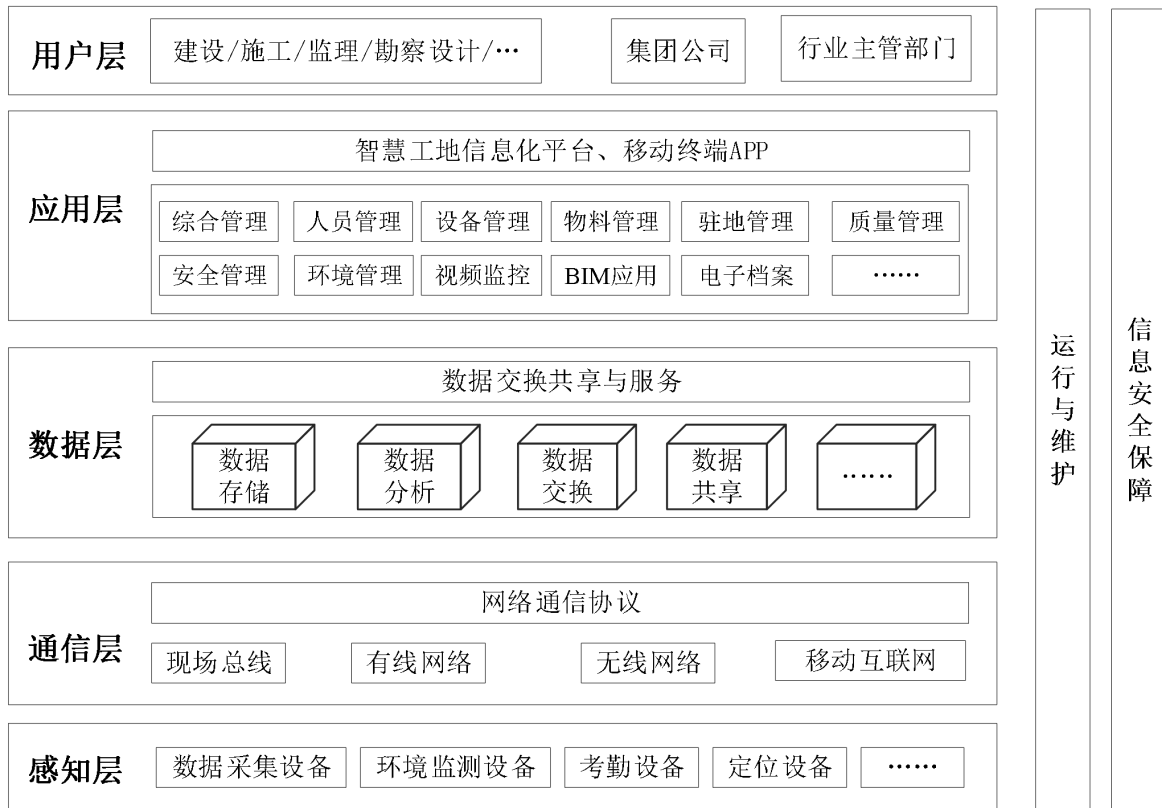 用户层
建设/施工/监理/勘察设计/…
集团公司
行业主管部门
应用层
智慧工地信息化平台、移动终端APP
综合管理
人员管理
设备管理
物料管理
驻地管理
质量管理
安全管理
环境管理
视频监控
BIM应用
电子档案
……
数据层
数据交换共享与服务
数据
存储
数据
分析
数据
交换
数据
共享
……
通信层
网络通信协议
现场总线
有线网络
无线网络
移动互联网
感知层
数据采集设备
环境监测设备
考勤设备
定位设备
……
运行与维护
信息安全保障